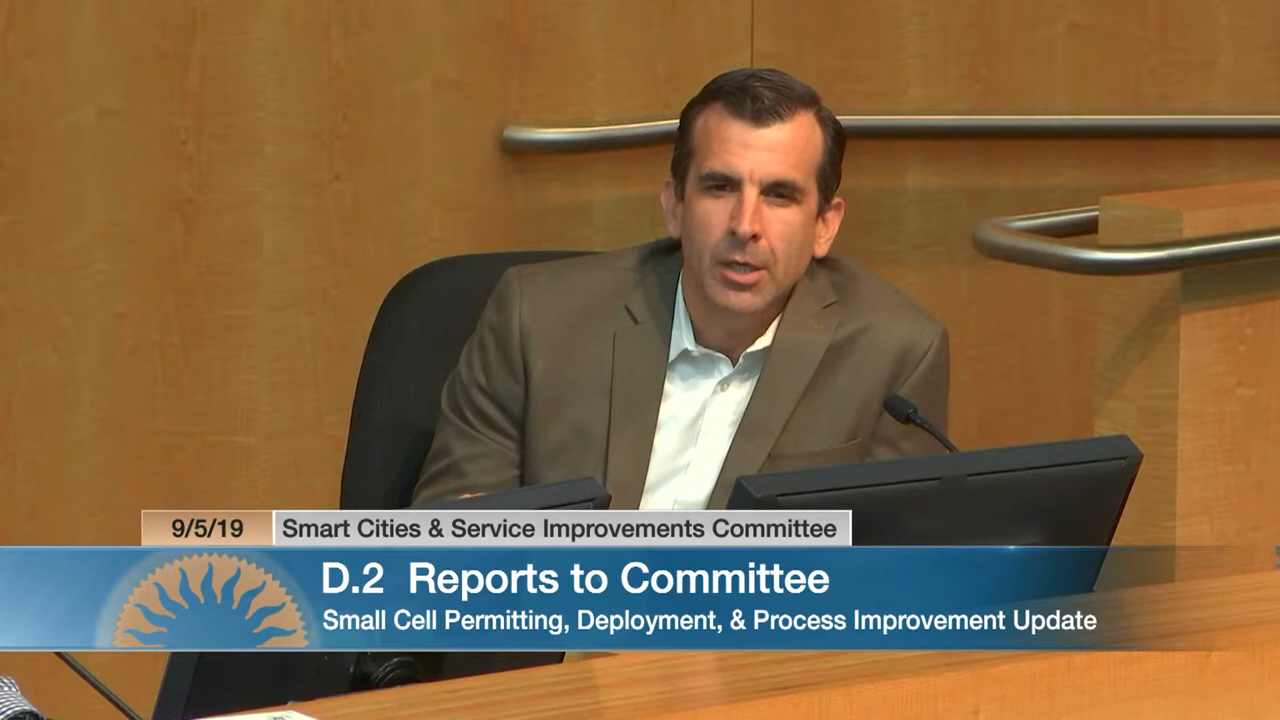 9/5/19 Smart Cities & Service Improvements Committee
D.2 Reports to Committee
Small Cell Permitting, Deployment, & Process Improvement Update